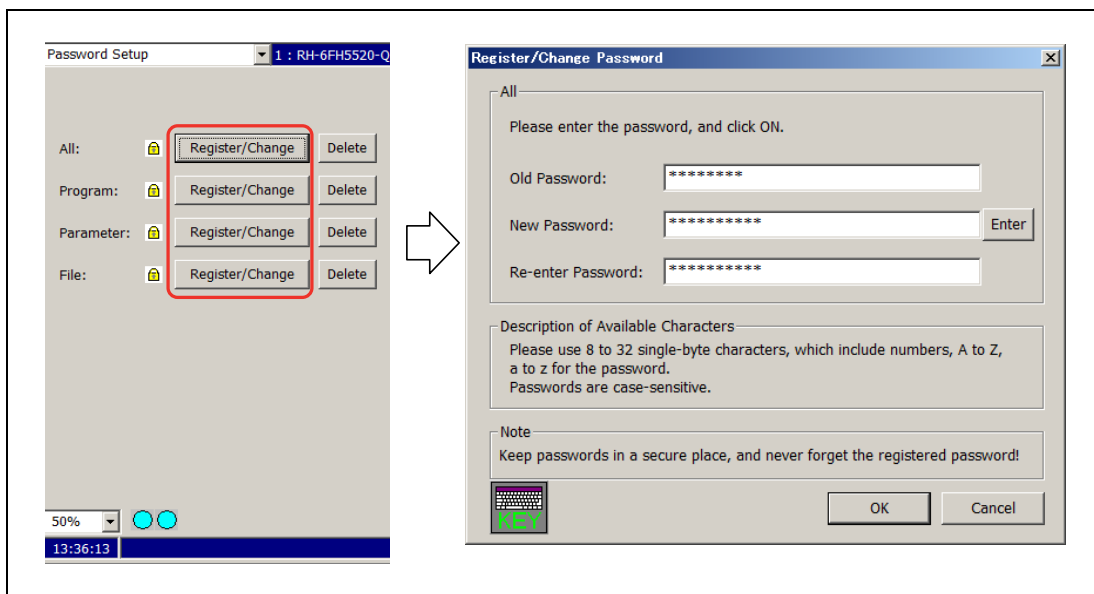 Password Setup
1 : RH-6FH5520-Q
All: Register/Change Delete
Program: Register/Change Delete
Parameter: Register/Change Delete
File: Register/Change Delete
50%
13:36:13
Register/Change Password
All
Please enter the password, and click ON.
Old Password: ********
New Password: ********** Enter
Re-enter Password: **********
Description of Available Characters
Please use 8 to 32 single-byte characters, which include numbers, A to Z,
a to z for the password.
Passwords are case-sensitive.
Note
Keep passwords in a secure place, and never forget the registered password!
KEY
OK Cancel